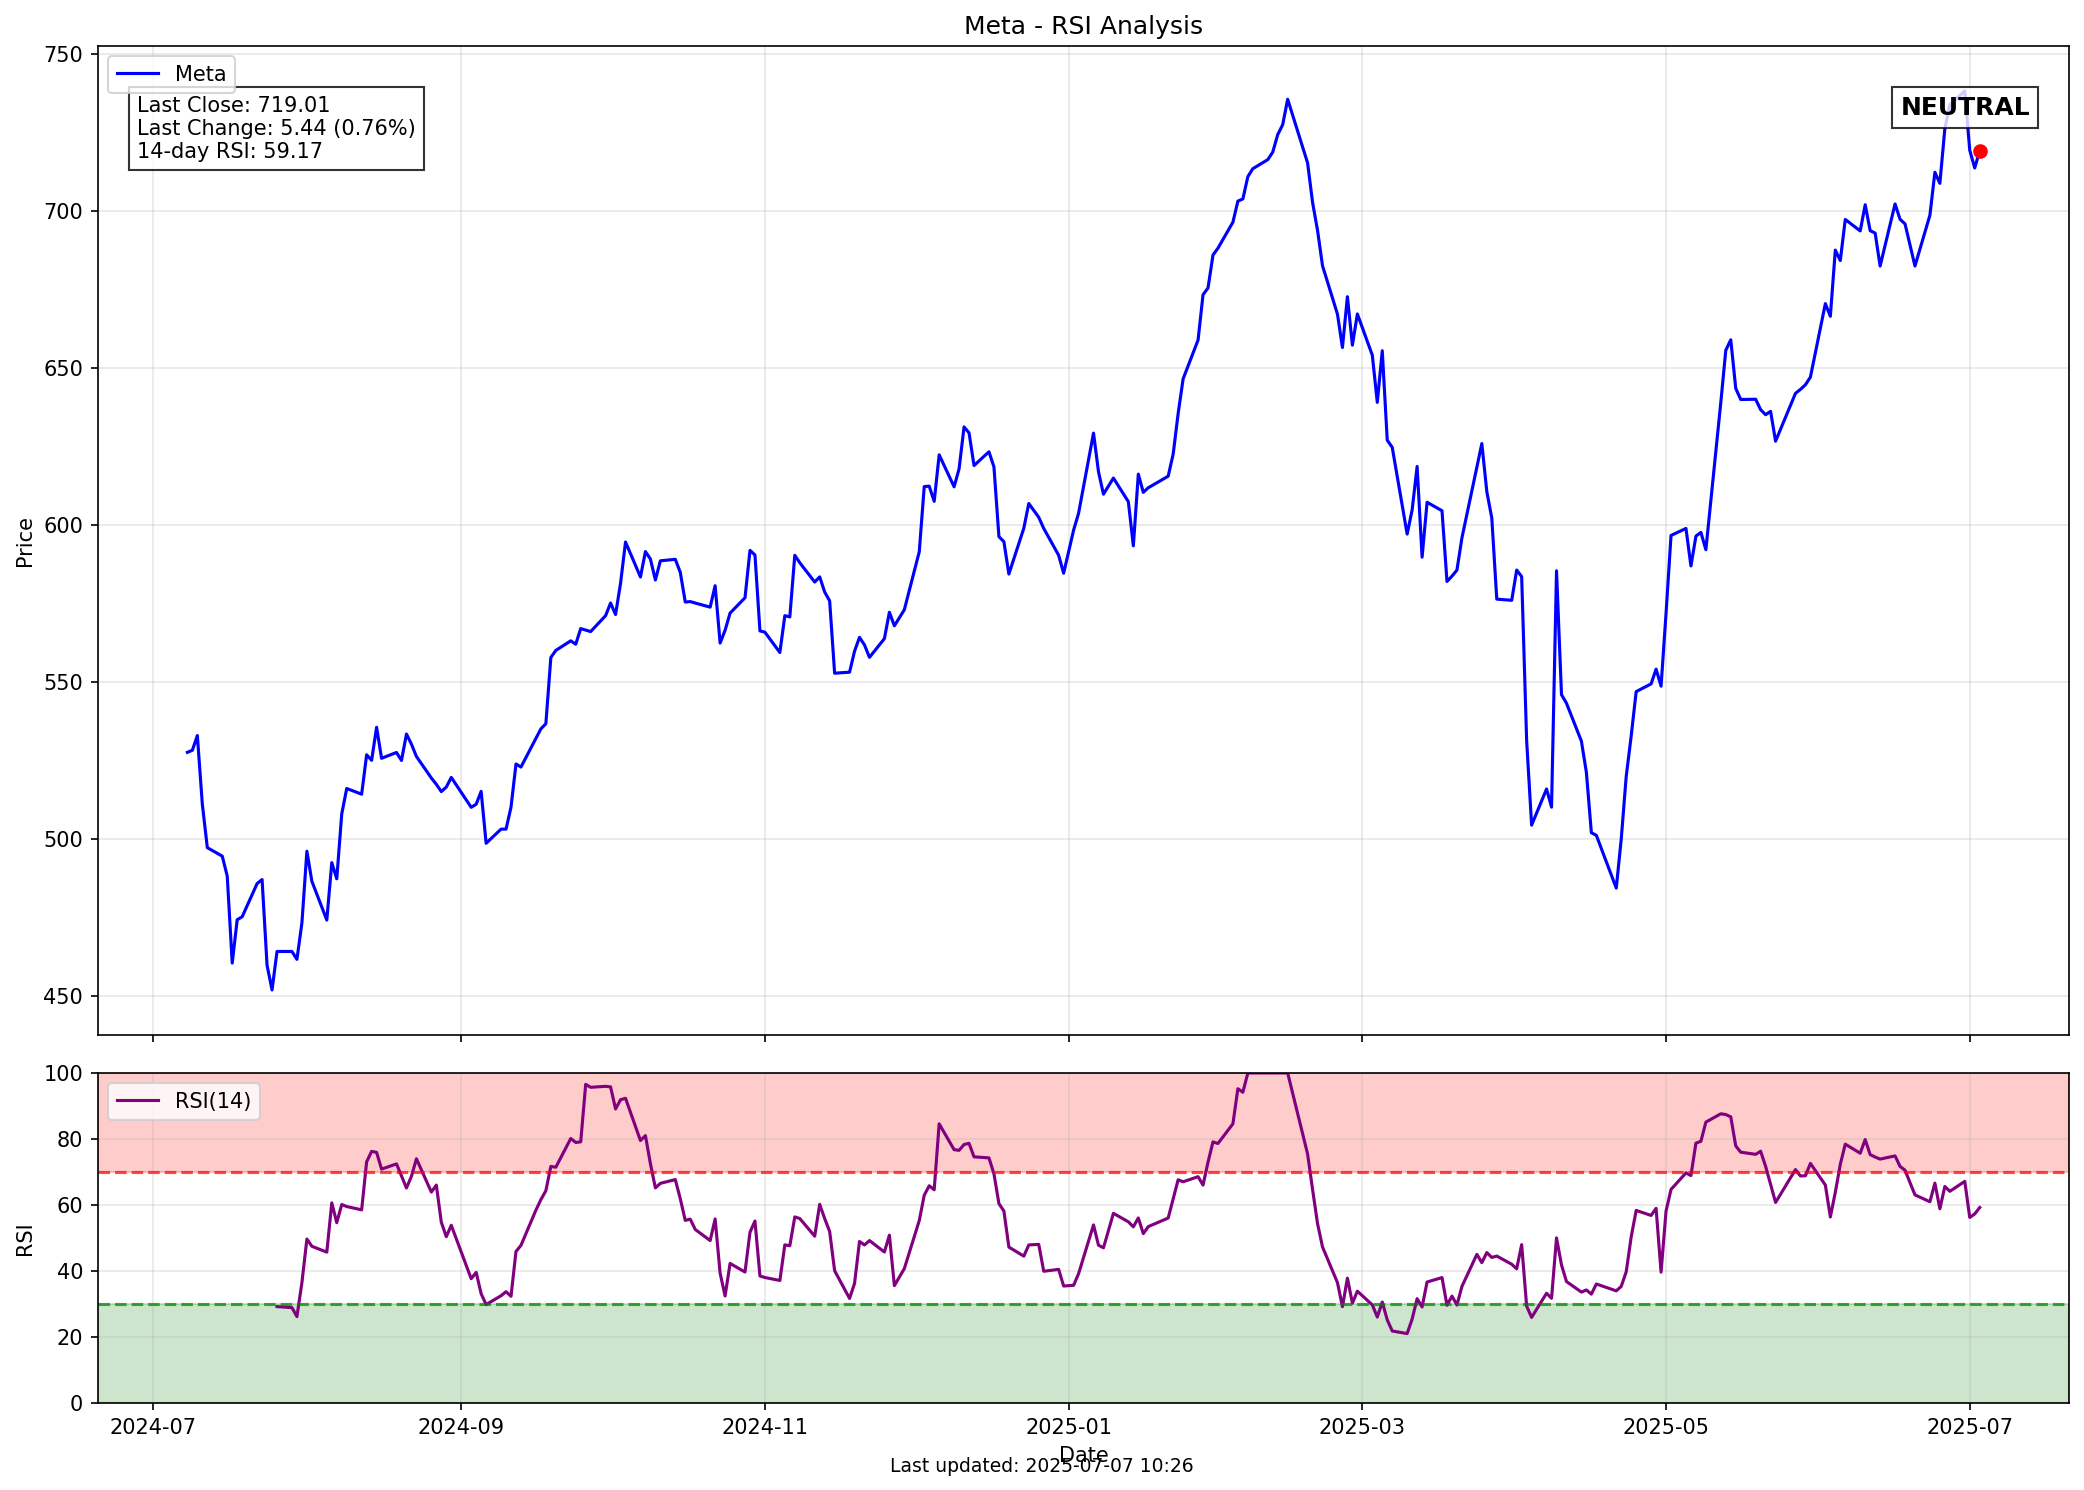 Meta - RSI Analysis
750
700
650
600
550
500
450
Price
Meta
Last Close: 719.01
Last Change: 5.44 (0.76%)
14-day RSI: 59.17
NEUTRAL
100
80
60
40
20
0
RSI
RSI(14)
2024-07
2024-09
2024-11
2025-01
2025-03
2025-05
2025-07
Date
Last updated: 2025-07-07 10:26